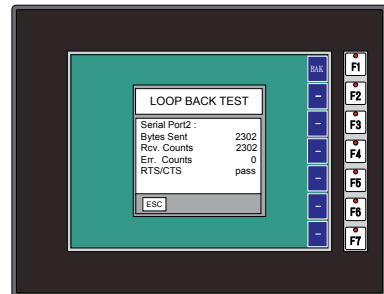 BAK
F1
LOOP BACK TEST
–
F2
Serial Port2 :
Bytes Sent 2302
Rcv. Counts 2302
Err. Counts 0
RTS/CTS pass
–
F3
–
F4
–
F5
ESC
–
F6
–
F7